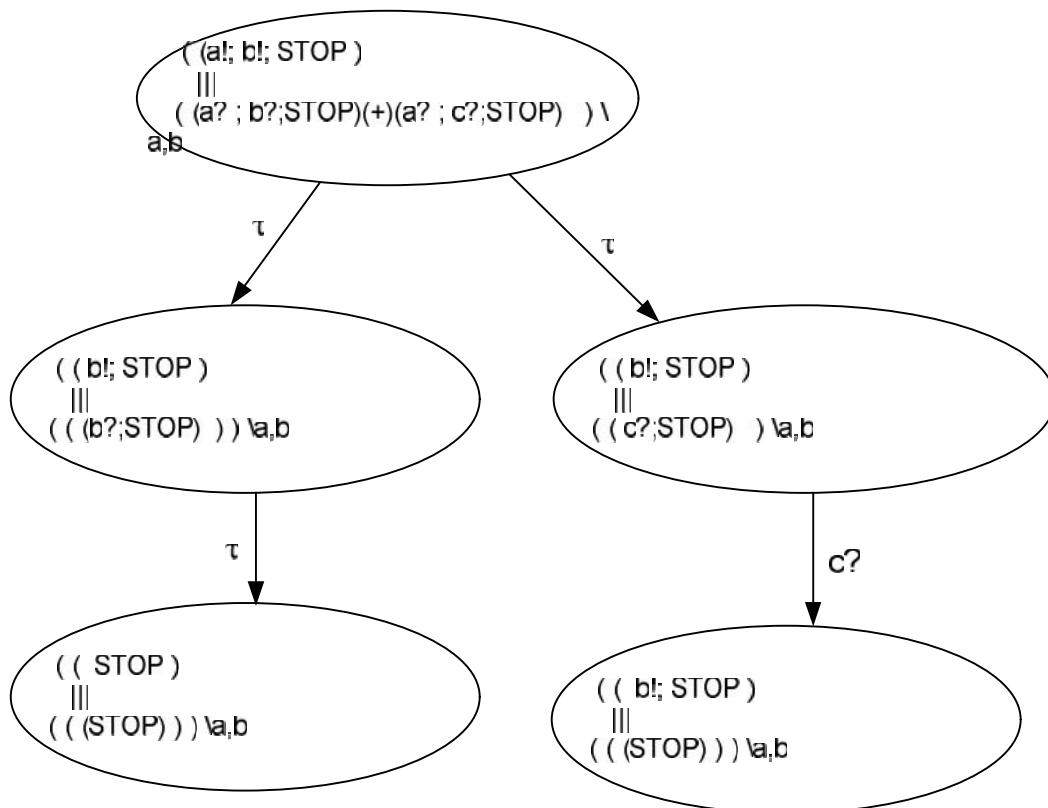 ( (a!; b!; STOP )
|||
( (a? ; b?;STOP)(+)(a? ; c?;STOP) ) \
a,b
τ
τ
( ( b!; STOP )
|||
( ( (b?;STOP) ) ) \a,b
( ( b!; STOP )
|||
( ( c?;STOP) ) \a,b
τ
c?
( ( STOP )
|||
( ( (STOP) ) ) \a,b
( ( b!; STOP )
|||
( ( (STOP) ) ) \a,b